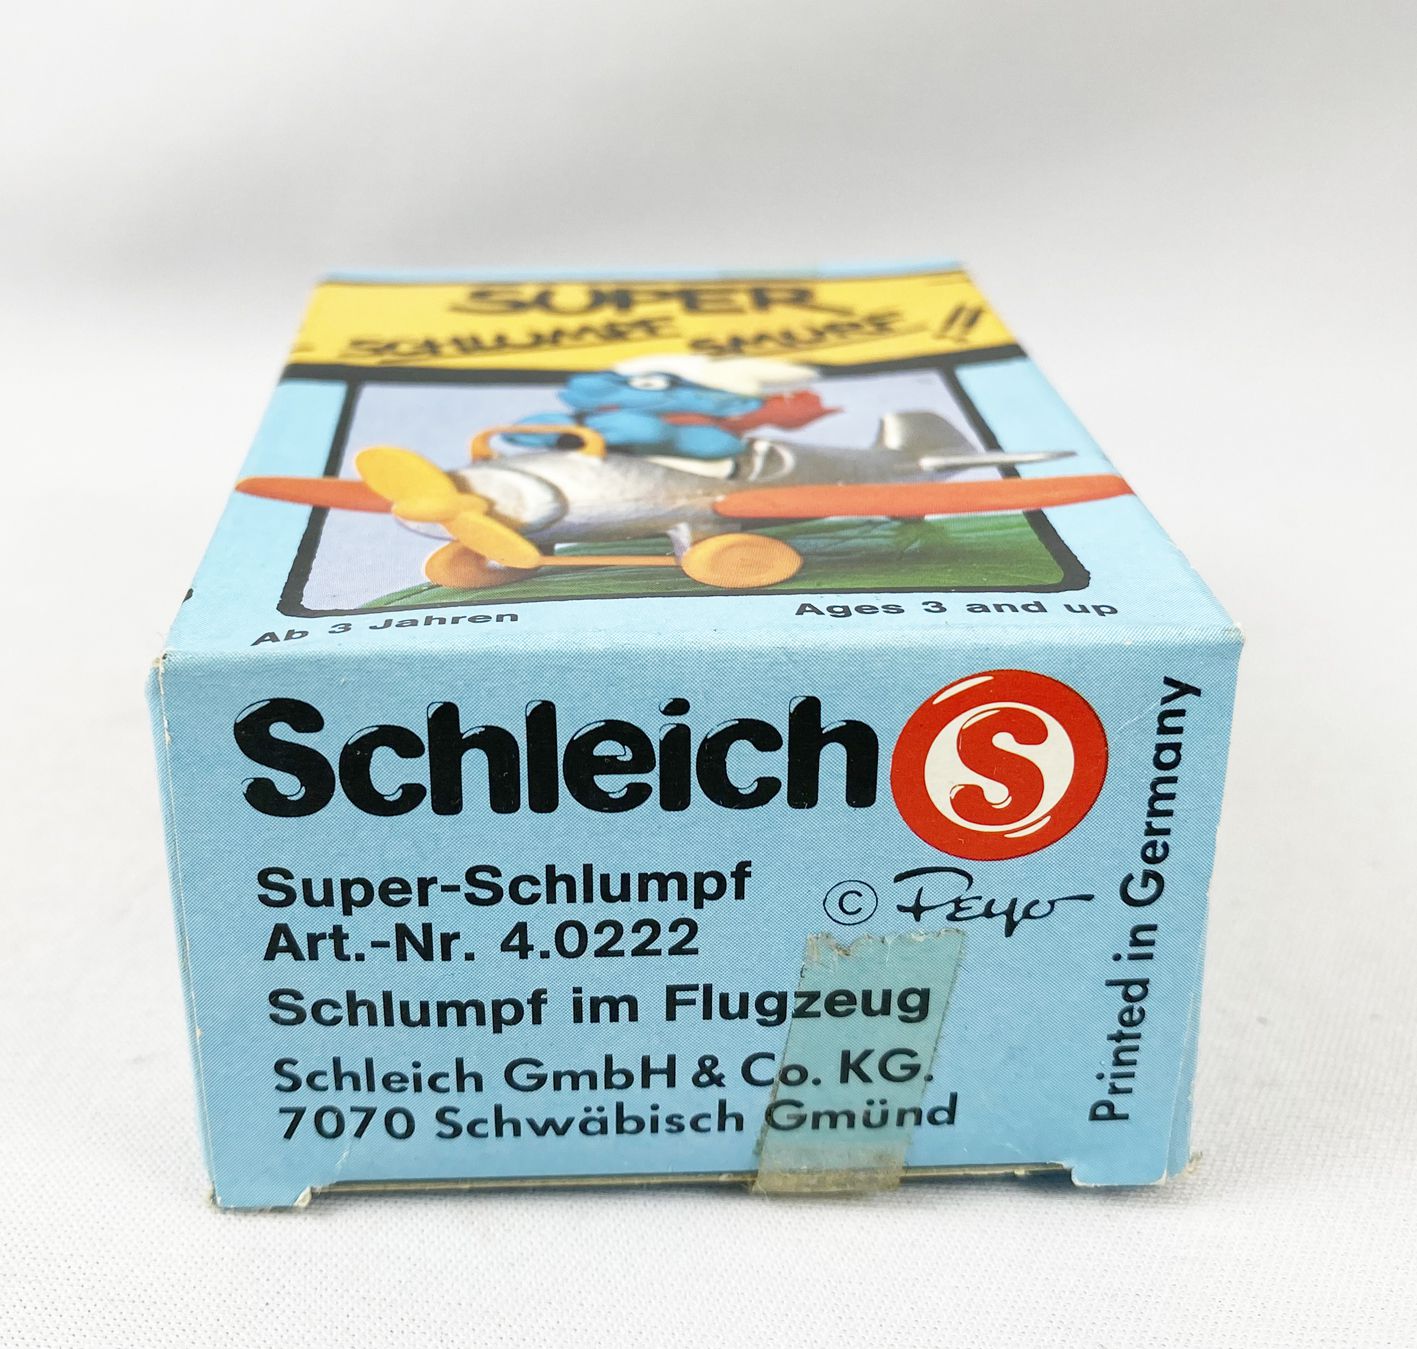 SUPER
SCHLUMPF SMURF!!
Ab 3 Jahren
Ages 3 and up
Schleich S
Super-Schlumpf
Art.-Nr. 4.0222
© Peyo
Schlumpf im Flugzeug
Schleich GmbH & Co. KG.
7070 Schwäbisch Gmünd
Printed in Germany